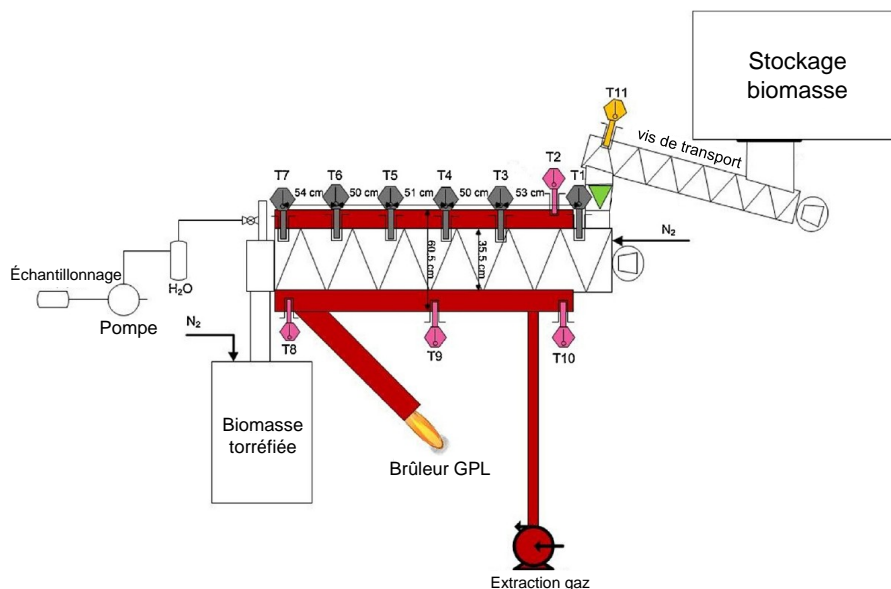 Stockage
biomasse
T11
vis de transport
T2
T7 T6 T5 T4 T3 T1
54 cm 50 cm 51 cm 50 cm 53 cm
N₂
60.5 cm
35.5 cm
Échantillonnage
H₂O
Pompe
N₂
T8
T9
T10
Biomasse
torréfiée
Brûleur GPL
Extraction gaz